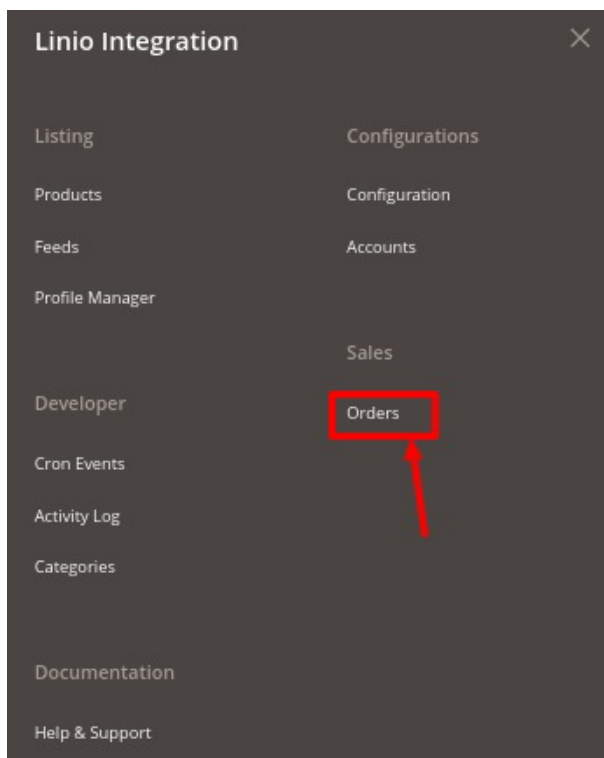 Linio Integration
Listing
Products
Feeds
Profile Manager
Developer
Cron Events
Activity Log
Categories
Documentation
Help & Support
Configurations
Configuration
Accounts
Sales
Orders